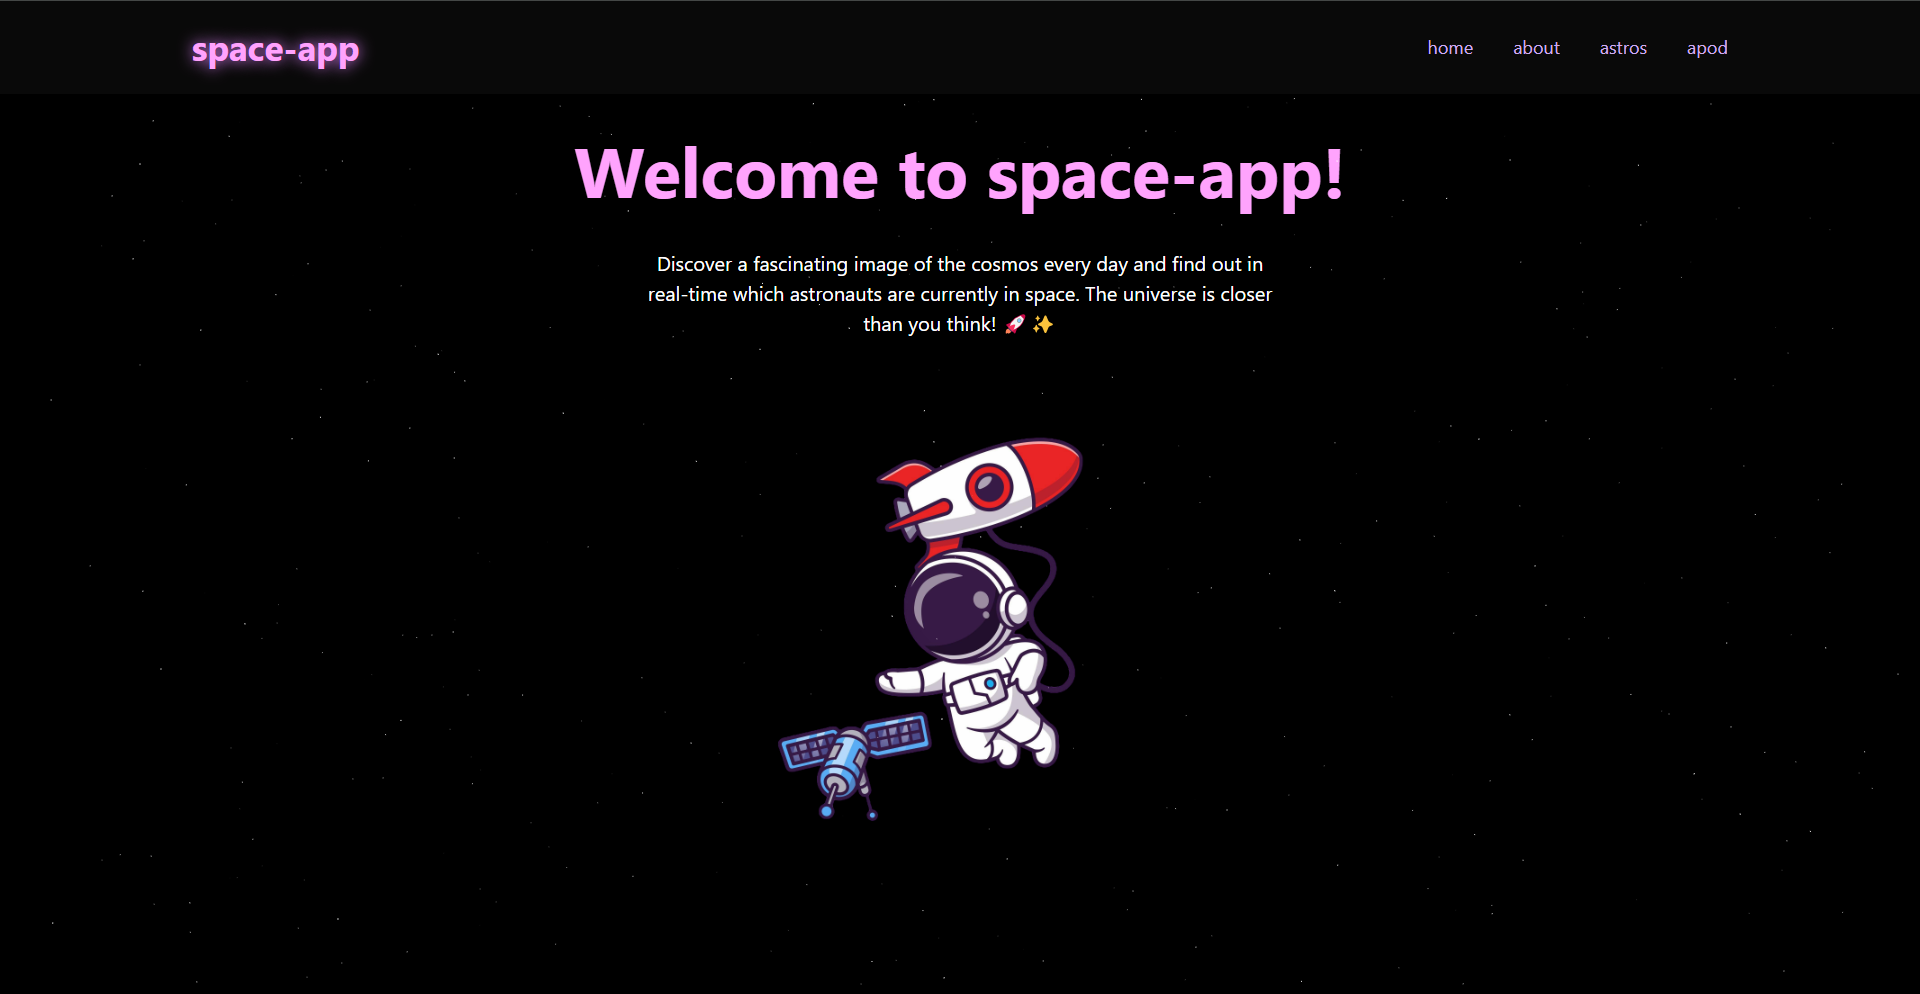 space-app
home about astros apod
Welcome to space-app!
Discover a fascinating image of the cosmos every day and find out in
real-time which astronauts are currently in space. The universe is closer
than you think! 🚀 ✨